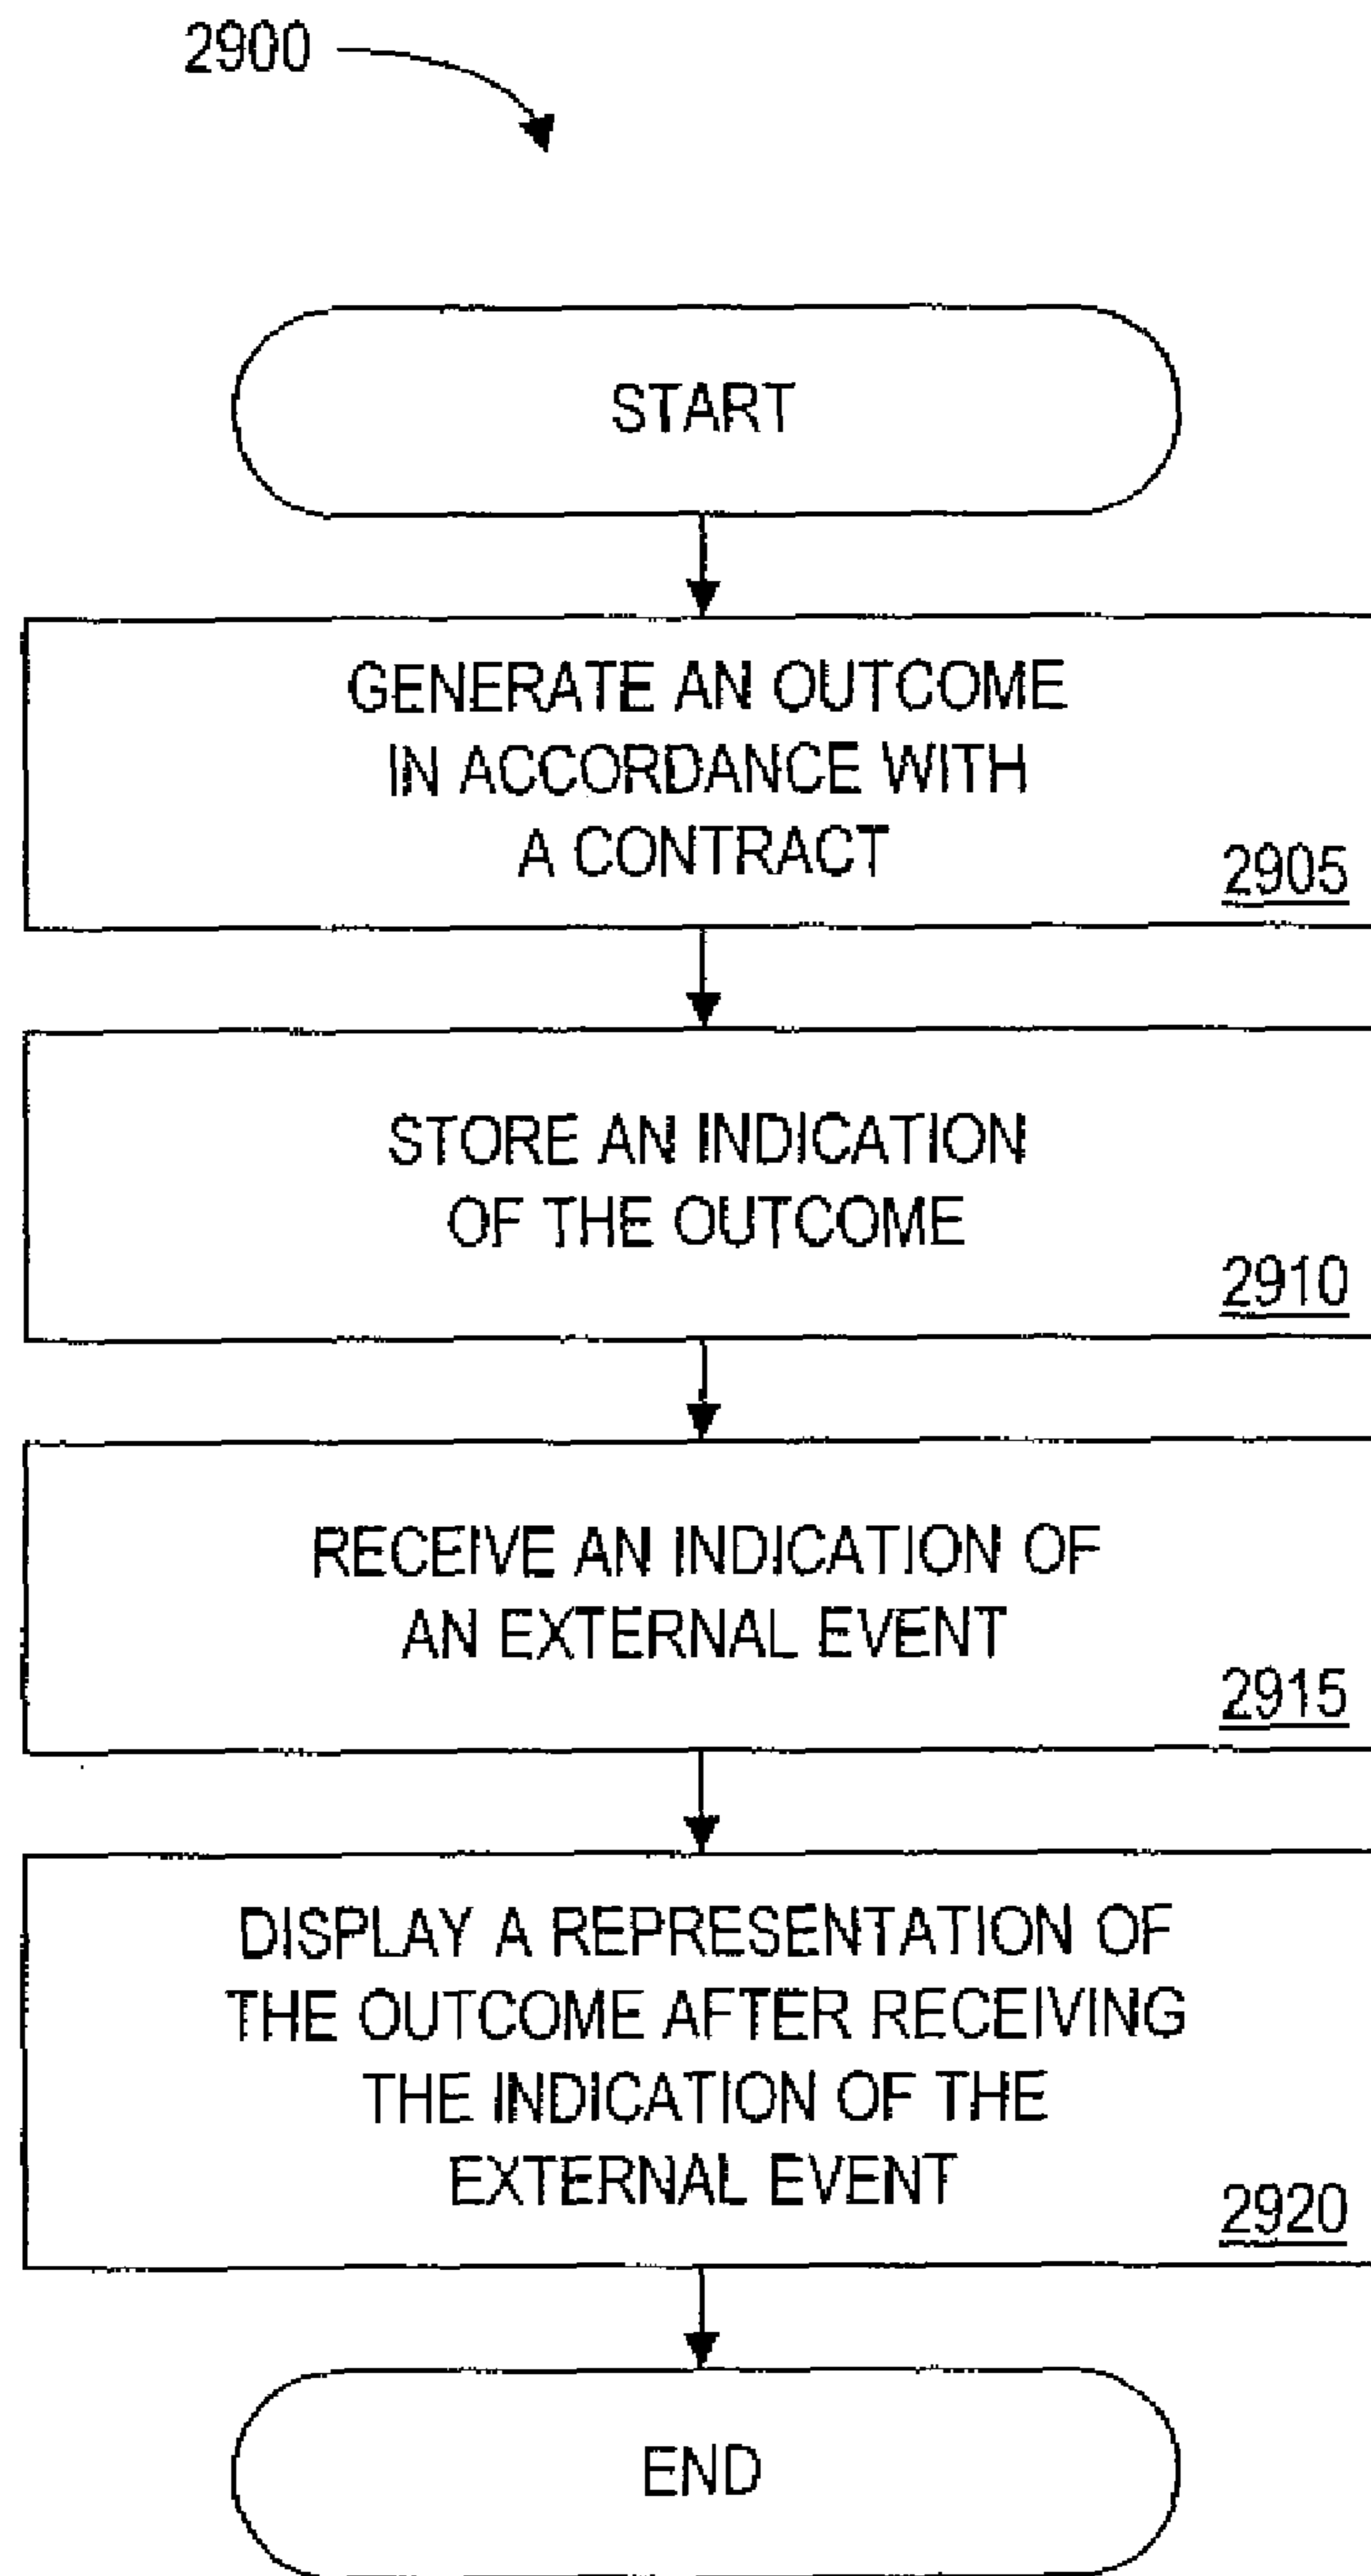 2900
START
GENERATE AN OUTCOME
IN ACCORDANCE WITH
A CONTRACT
2905
STORE AN INDICATION
OF THE OUTCOME
2910
RECEIVE AN INDICATION OF
AN EXTERNAL EVENT
2915
DISPLAY A REPRESENTATION OF
THE OUTCOME AFTER RECEIVING
THE INDICATION OF THE
EXTERNAL EVENT
2920
END